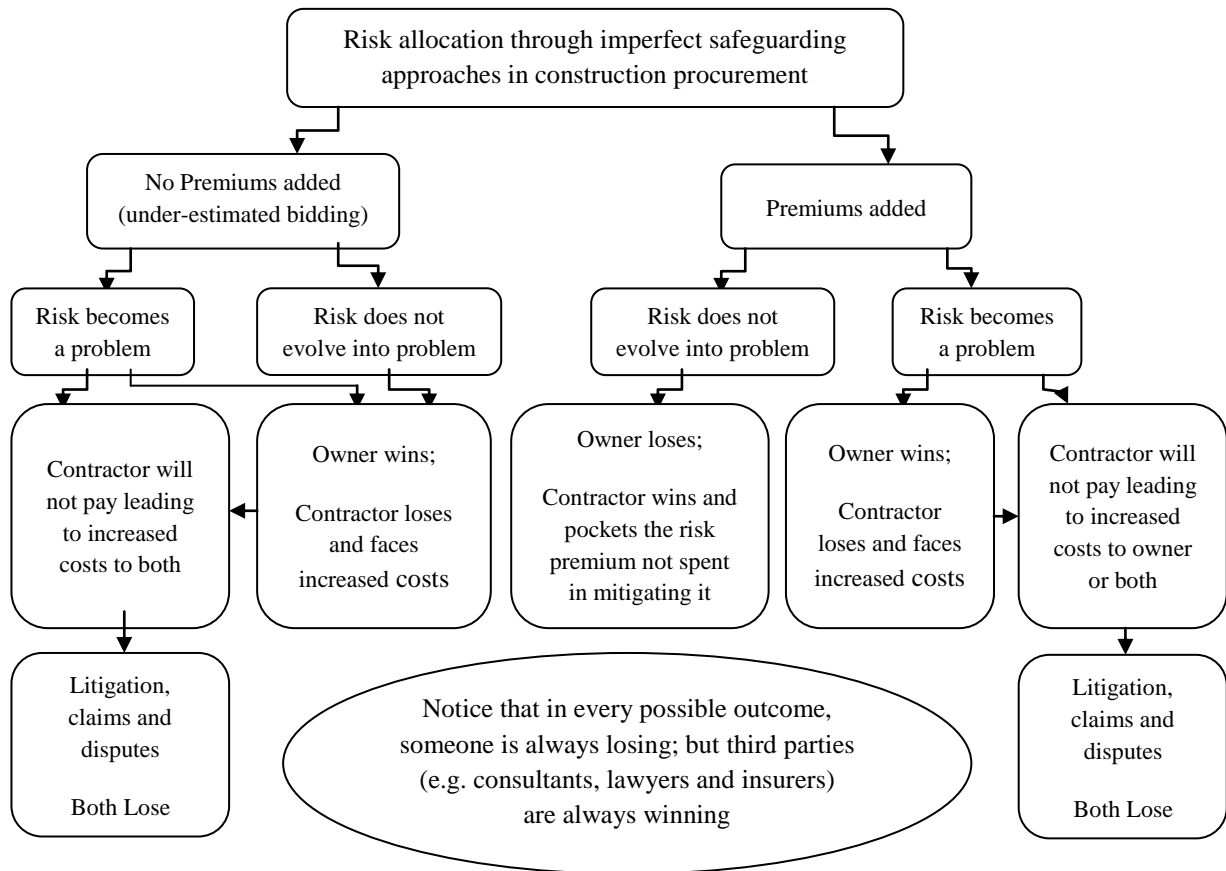 Risk allocation through imperfect safeguarding
approaches in construction procurement
No Premiums added
(under-estimated bidding)
Premiums added
Risk becomes
a problem
Risk does not
evolve into problem
Risk does not
evolve into problem
Risk becomes
a problem
Contractor will
not pay leading
to increased
costs to both
Owner wins;
Contractor loses
and faces
increased costs
Owner loses;
Contractor wins and
pockets the risk
premium not spent
in mitigating it
Owner wins;
Contractor
loses and faces
increased costs
Contractor will
not pay leading
to increased
costs to owner
or both
Litigation,
claims and
disputes
Both Lose
Notice that in every possible outcome,
someone is always losing; but third parties
(e.g. consultants, lawyers and insurers)
are always winning
Litigation,
claims and
disputes
Both Lose